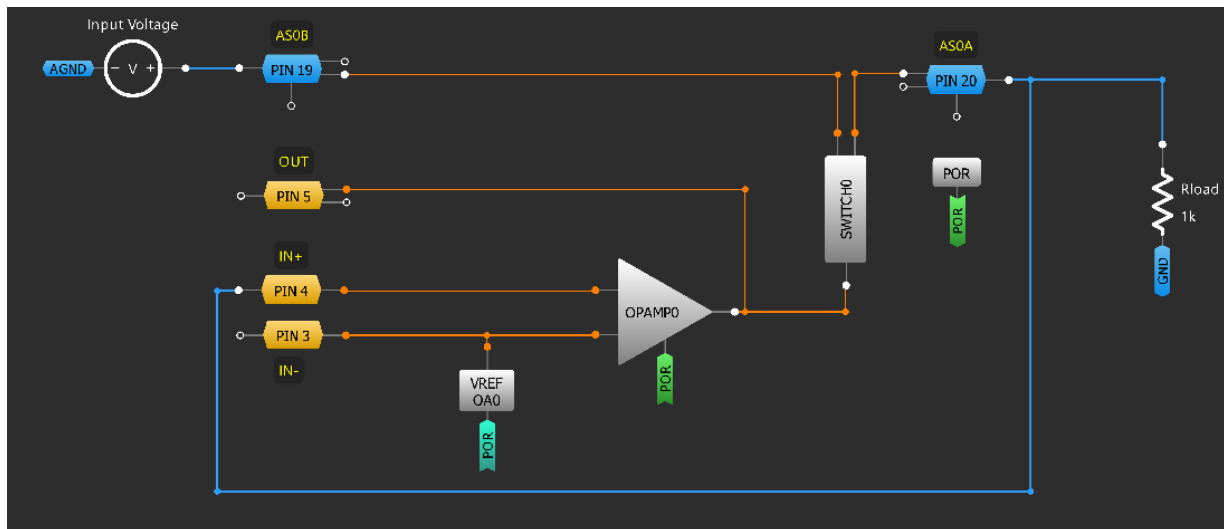 Input Voltage
AS0B
AS0A
AGND
− V +
PIN 19
PIN 20
OUT
POR
PIN 5
SWITCH0
POR
Rload
1k
IN+
GND
PIN 4
OPAMP0
PIN 3
IN-
VREF
OA0
POR
POR